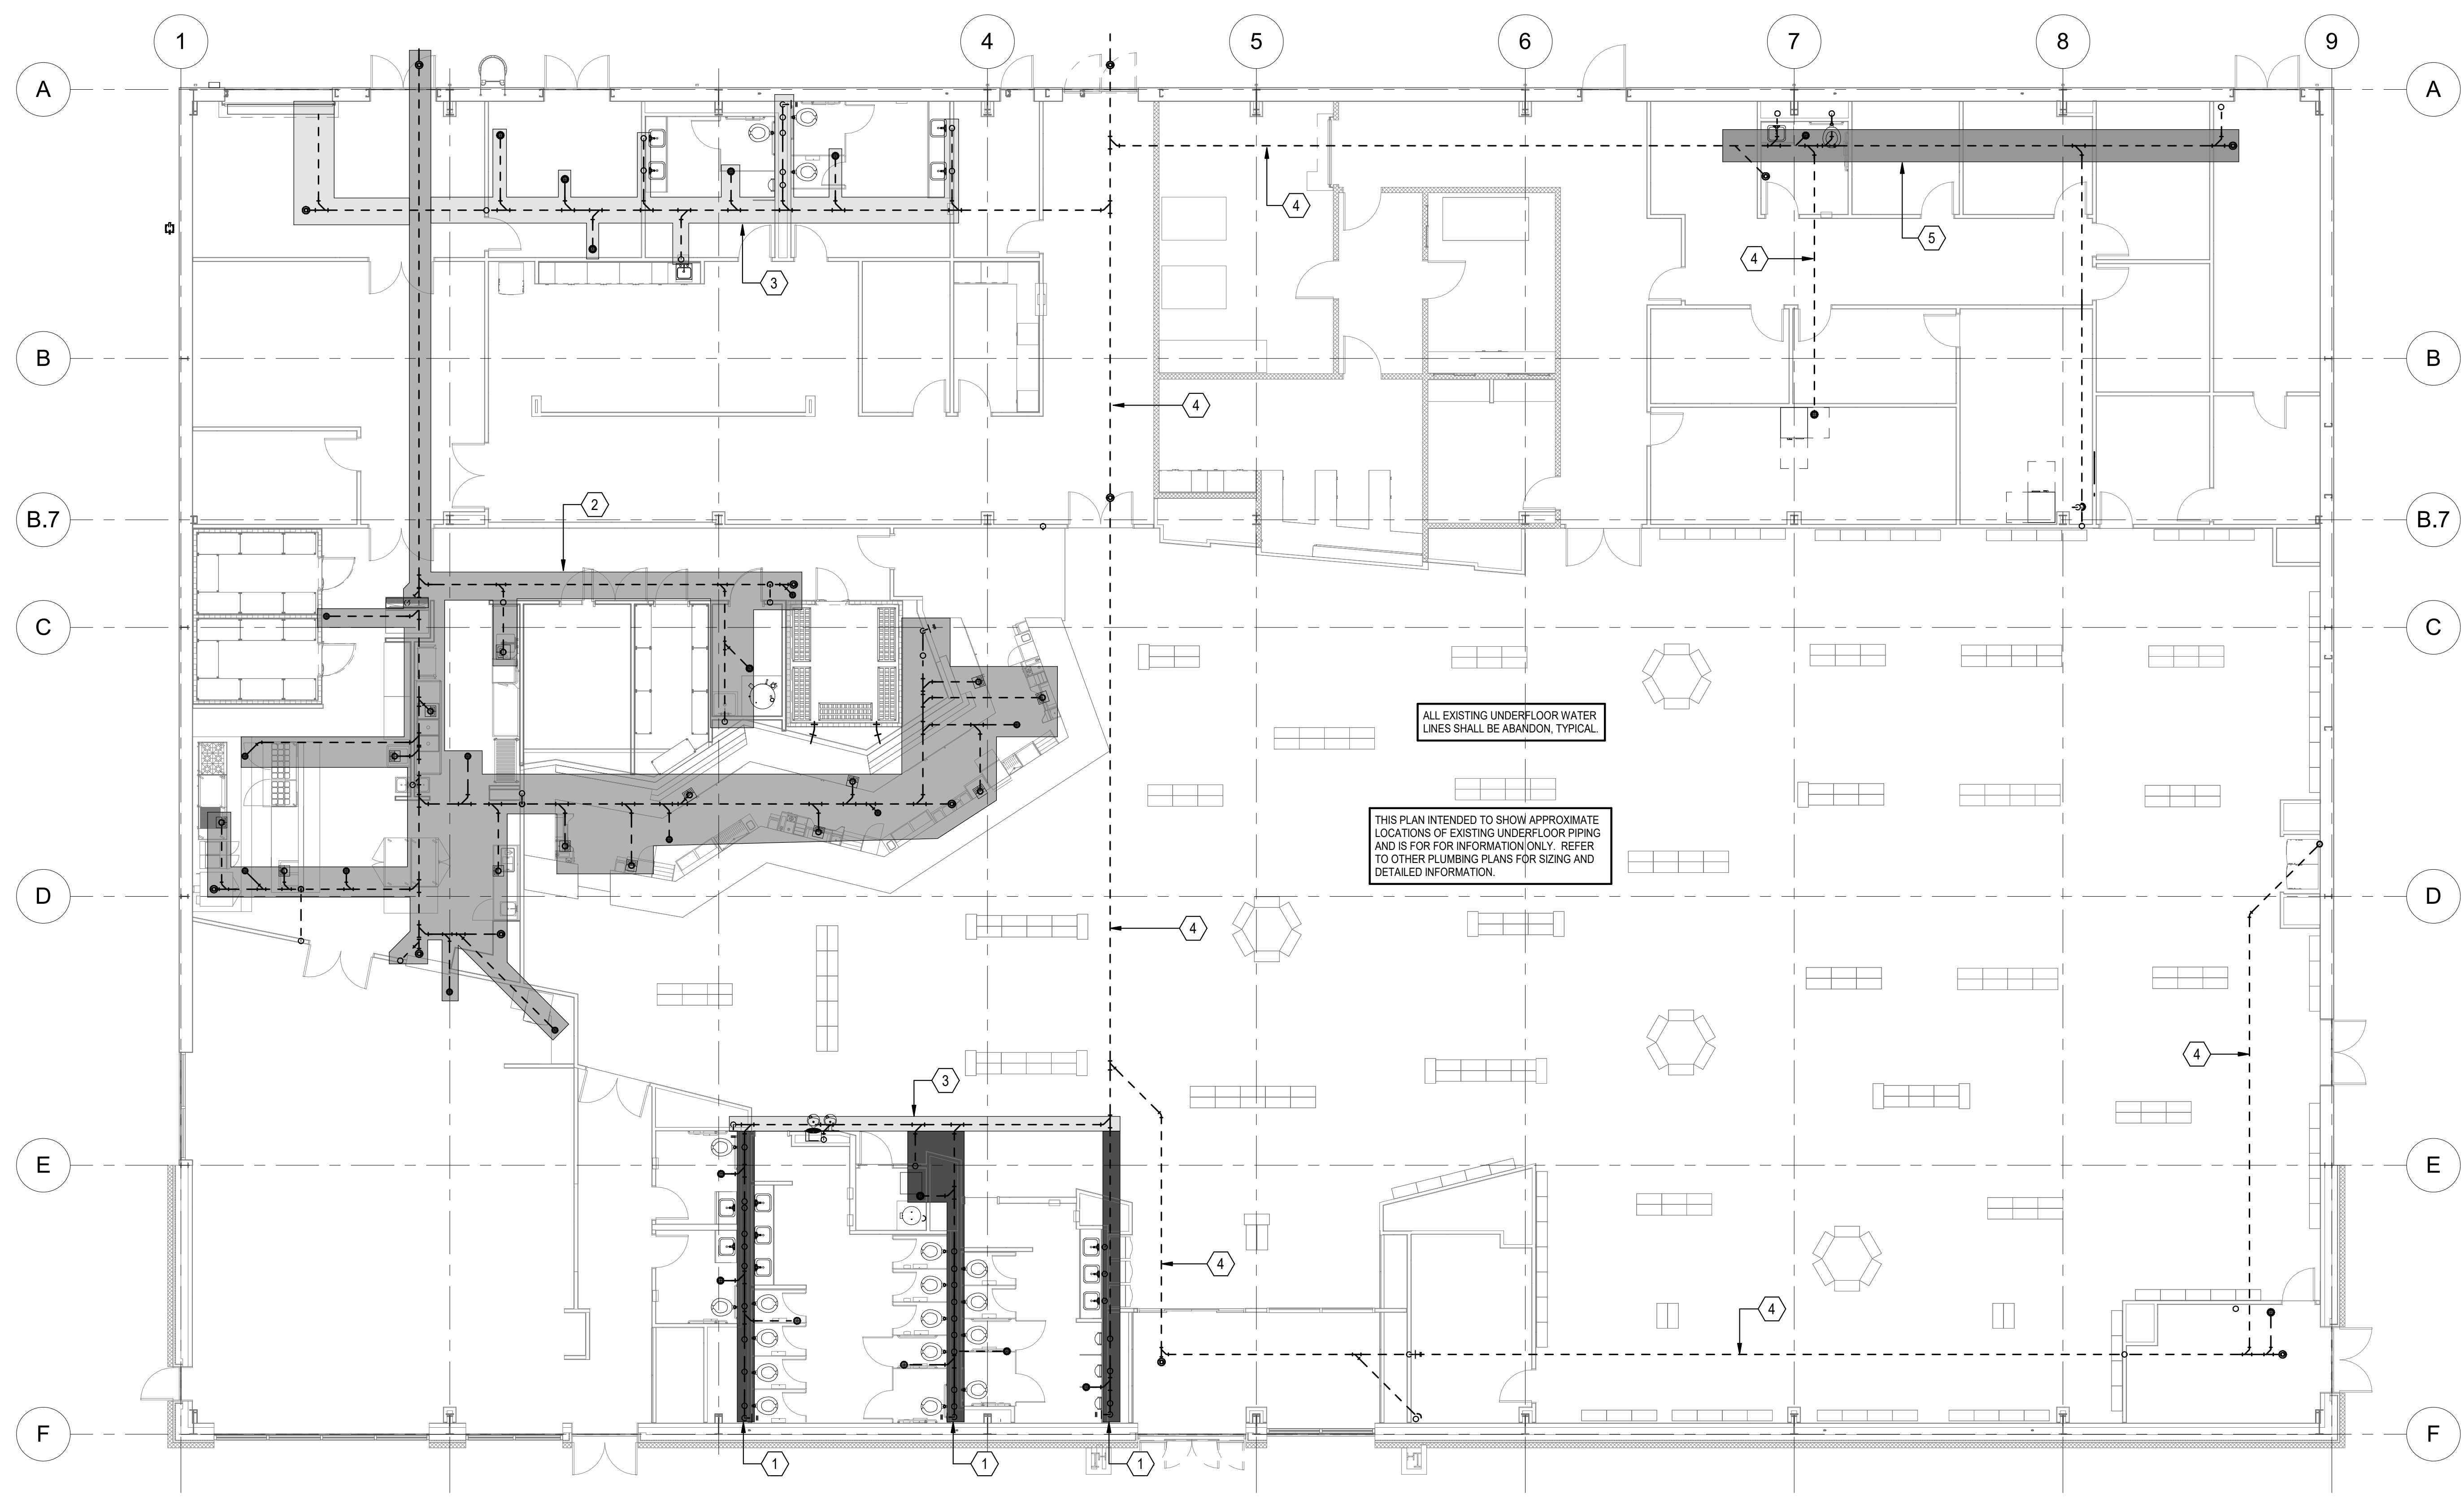 1
4
5
6
7
8
9
A
A
4
5
4
3
B
B
4
2
B.7
B.7
C
C
ALL EXISTING UNDERFLOOR WATER
LINES SHALL BE ABANDON, TYPICAL.
THIS PLAN INTENDED TO SHOW APPROXIMATE
LOCATIONS OF EXISTING UNDERFLOOR PIPING
AND IS FOR FOR INFORMATION ONLY. REFER
TO OTHER PLUMBING PLANS FOR SIZING AND
DETAILED INFORMATION.
D
D
4
4
3
E
E
4
4
F
F
1
1
1